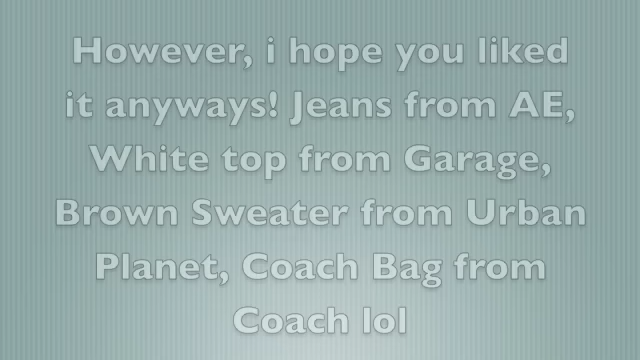 However, i hope you liked
it anyways! Jeans from AE,
White top from Garage,
Brown Sweater from Urban
Planet, Coach Bag from
Coach lol